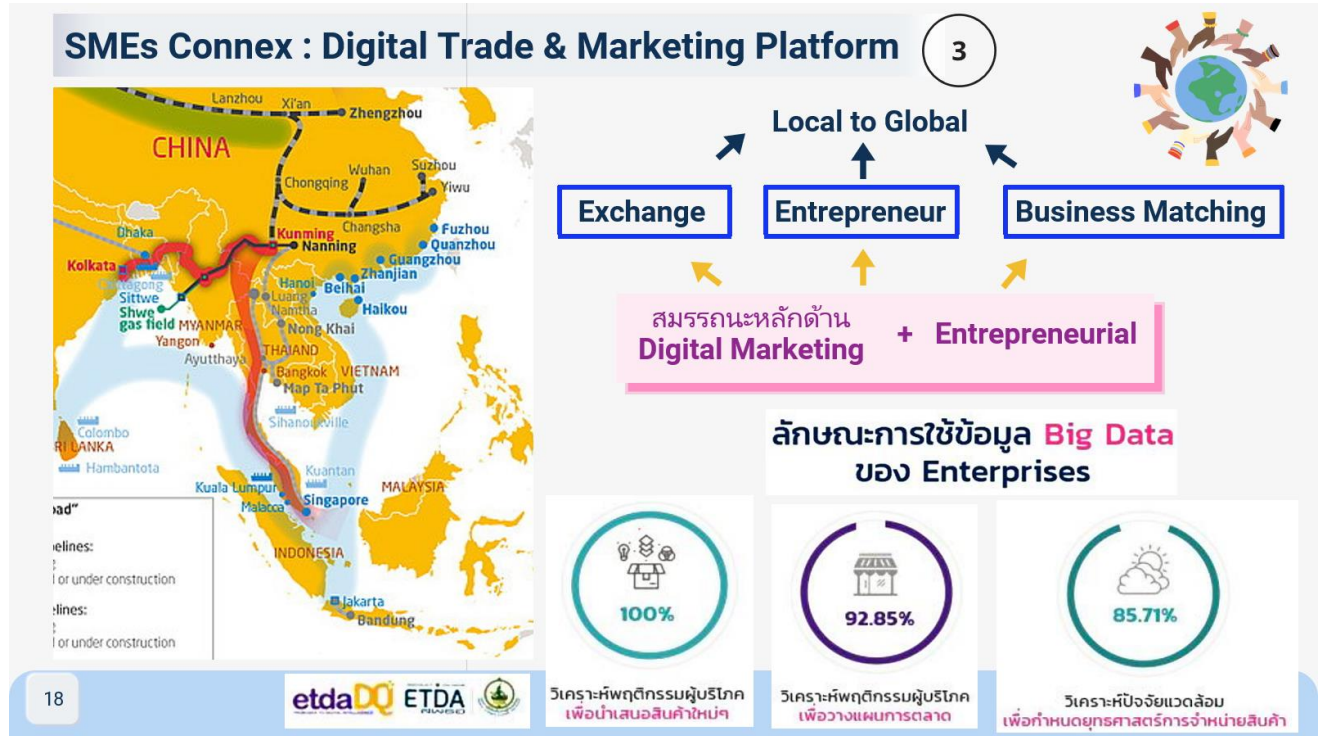 SMEs Connex : Digital Trade & Marketing Platform
3
Local to Global
Exchange
Entrepreneur
Business Matching
สมรรถนะหลักด้าน
Digital Marketing
+ Entrepreneurial
ลักษณะการใช้ข้อมูล Big Data
ของ Enterprises
100%
วิเคราะห์พฤติกรรมผู้บริโภค
เพื่อนำเสนอสินค้าใหม่ๆ
92.85%
วิเคราะห์พฤติกรรมผู้บริโภค
เพื่อวางแผนการตลาด
85.71%
วิเคราะห์ปัจจัยแวดล้อม
เพื่อกำหนดยุทธศาสตร์การจำหน่ายสินค้า
Lanzhou
Xi'an
Zhengzhou
CHINA
Wuhan
Suzhou
Chongqing
Yiwu
Changsha
Dhaka
Kunming
Nanning
Fuzhou
Quanzhou
Kolkata
Guangzhou
Chittagong
Hanoi
Zhanjian
Beihai
Sittwe
Luang
Namtha
Haikou
Shwe
gas field
MYANMAR
Nong Khai
Yangon
Ayutthaya
THAILAND
Bangkok
VIETNAM
Map Ta Phut
Sihanoukville
Colombo
RI LANKA
Hambantota
Kuantan
Kuala Lumpur
MALAYSIA
Malacca
Singapore
INDONESIA
Jakarta
Bandung
oad"
pelines:
l or under construction
lines:
l or under construction
18
etdaDQ
ETDA